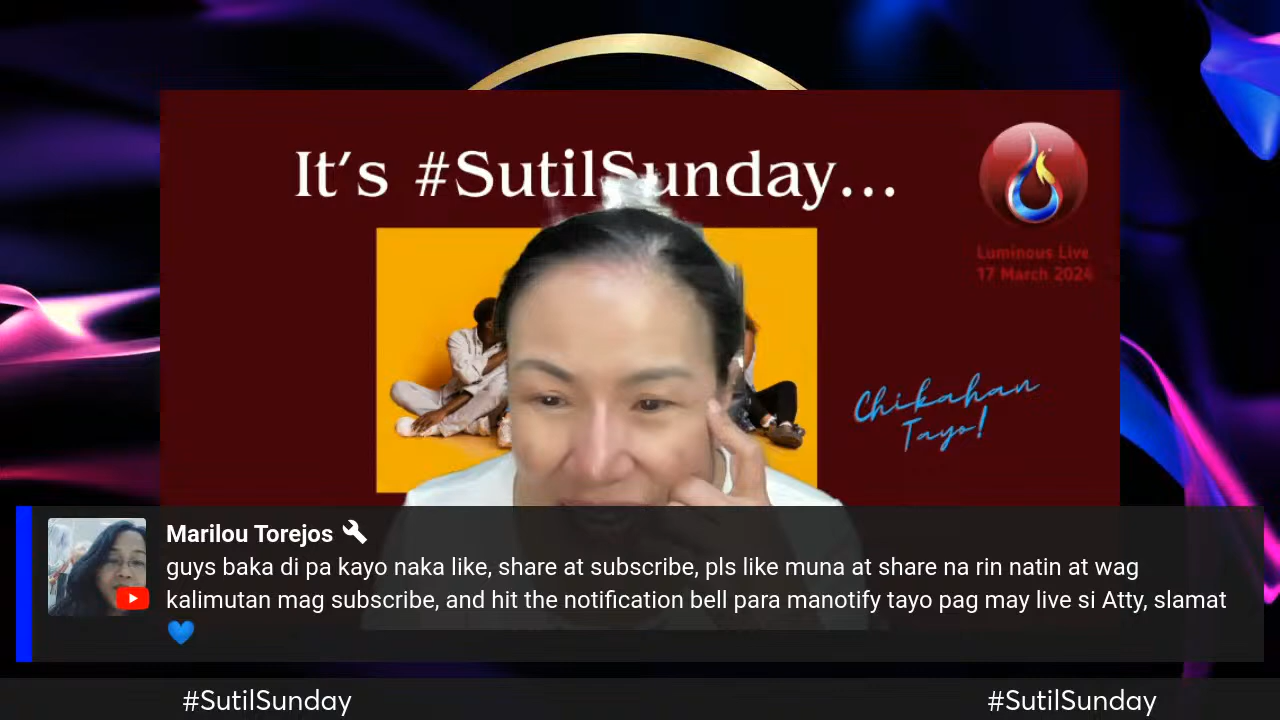 It's #SutilSunday...
Luminous Live
17 March 2024
Chikahan
Tayo!
Marilou Torejos
guys baka di pa kayo naka like, share at subscribe, pls like muna at share na rin natin at wag
kalimutan mag subscribe, and hit the notification bell para manotify tayo pag may live si Atty, slamat
💙
#SutilSunday #SutilSunday